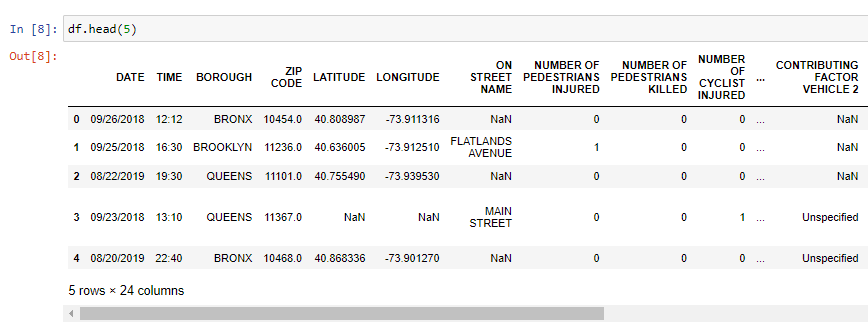 In [8]: df.head(5)
Out[8]:
DATE TIME BOROUGH ZIP CODE LATITUDE LONGITUDE ON STREET NAME NUMBER OF PEDESTRIANS INJURED NUMBER OF PEDESTRIANS KILLED NUMBER OF CYCLIST INJURED ... CONTRIBUTING FACTOR VEHICLE 2
0 09/26/2018 12:12 BRONX 10454.0 40.808987 -73.911316 NaN 0 0 0 ... NaN
1 09/25/2018 16:30 BROOKLYN 11236.0 40.636005 -73.912510 FLATLANDS AVENUE 1 0 0 ... NaN
2 08/22/2019 19:30 QUEENS 11101.0 40.755490 -73.939530 NaN 0 0 0 ... NaN
3 09/23/2018 13:10 QUEENS 11367.0 NaN NaN MAIN STREET 0 0 1 ... Unspecified
4 08/20/2019 22:40 BRONX 10468.0 40.868336 -73.901270 NaN 0 0 0 ... Unspecified
5 rows × 24 columns